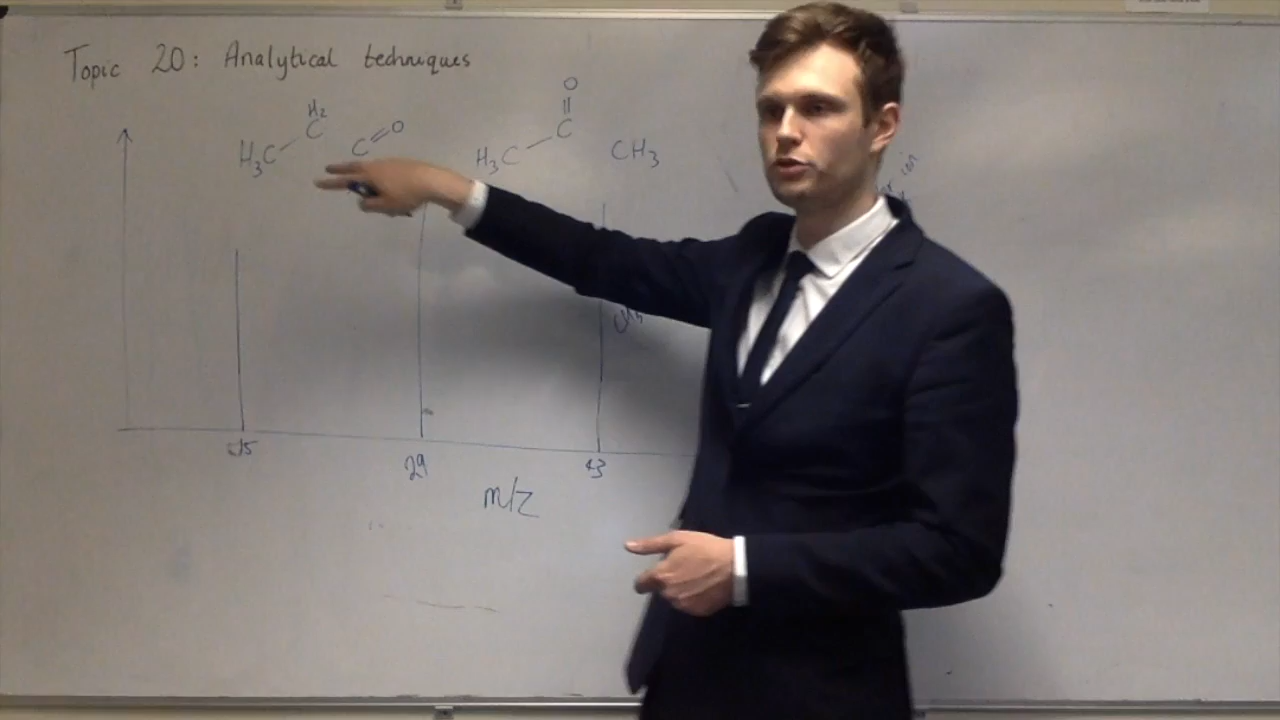 Topic 20: Analytical techniques
O
H2
C
C
O
C
H3C
H3C
CH3
15
29
43
m/z